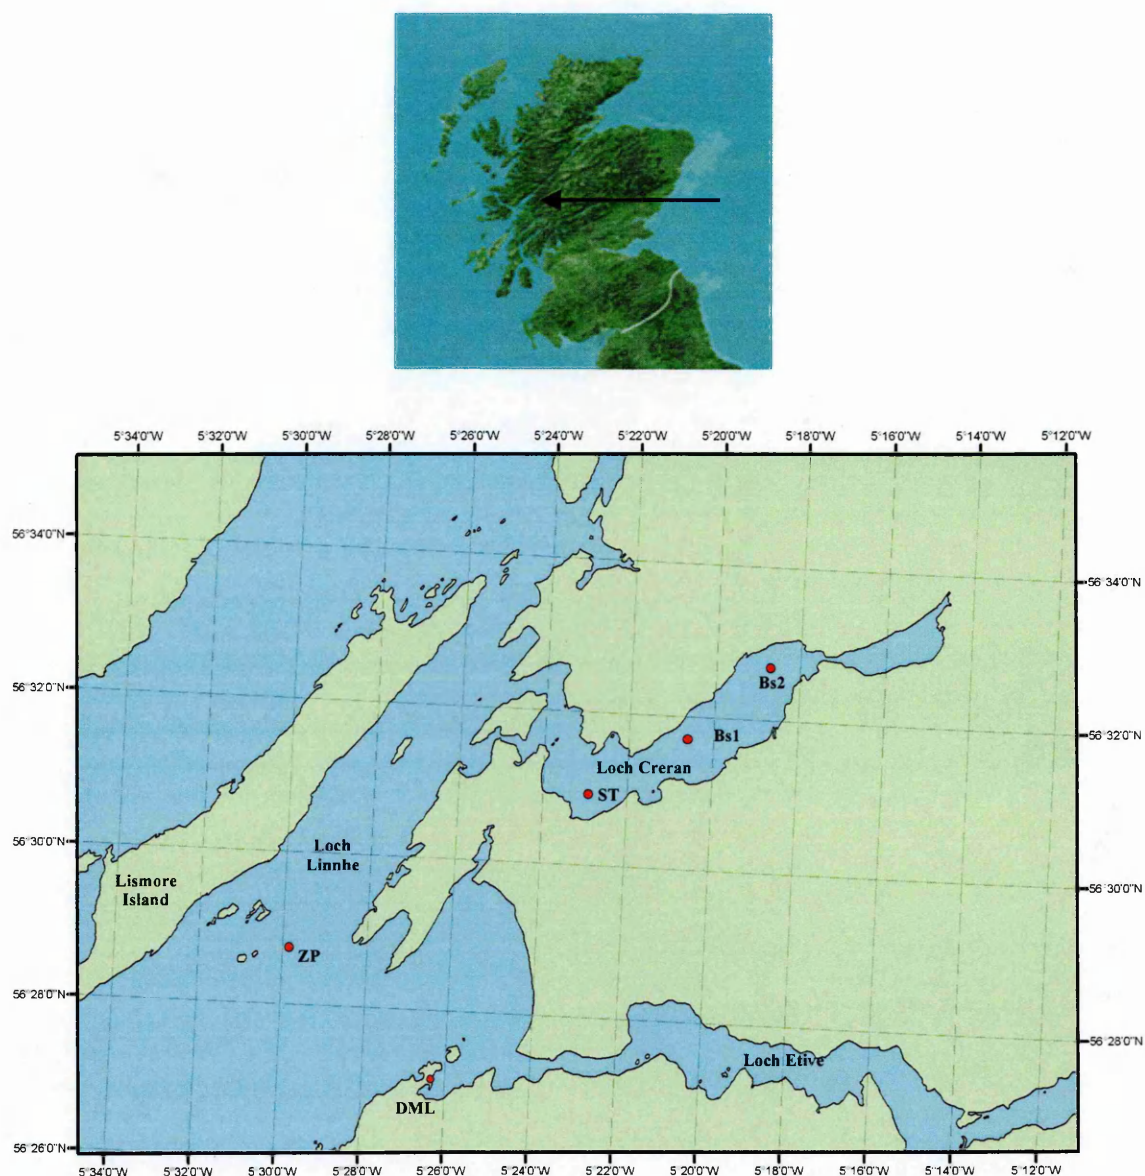 5°34'0"W 5°32'0"W 5°30'0"W 5°28'0"W 5°26'0"W 5°24'0"W 5°22'0"W 5°20'0"W 5°18'0"W 5°16'0"W 5°14'0"W 5°12'0"W
56°34'0"N
56°34'0"N
Bs2
56°32'0"N
Bs1
56°32'0"N
Loch Creran
ST
56°30'0"N
Loch
Linnhe
Lismore
Island
56°30'0"N
ZP
56°28'0"N
56°28'0"N
Loch Etive
DML
56°26'0"N
5°34'0"W 5°32'0"W 5°30'0"W 5°28'0"W 5°26'0"W 5°24'0"W 5°22'0"W 5°20'0"W 5°18'0"W 5°16'0"W 5°14'0"W 5°12'0"W